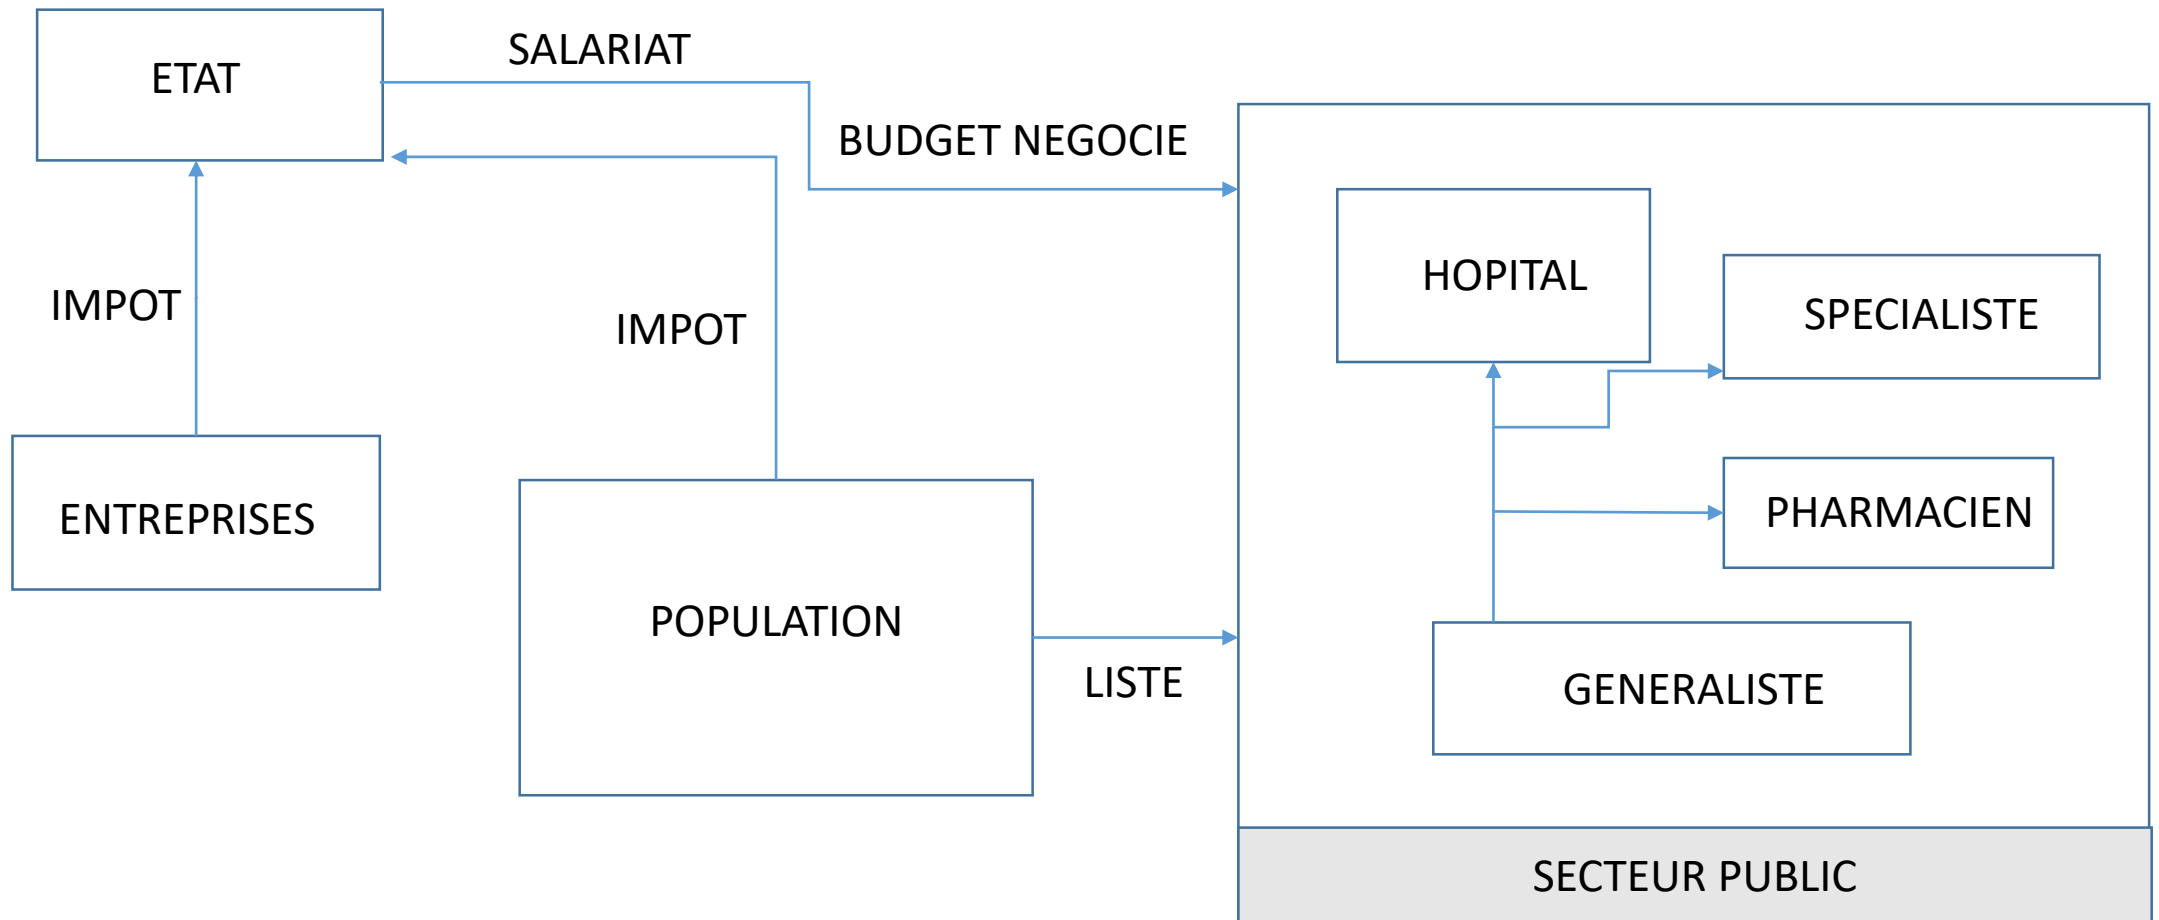 ETAT
SALARIAT
BUDGET NEGOCIE
HOPITAL
SPECIALISTE
IMPOT
IMPOT
PHARMACIEN
ENTREPRISES
POPULATION
LISTE
GENERALISTE
SECTEUR PUBLIC